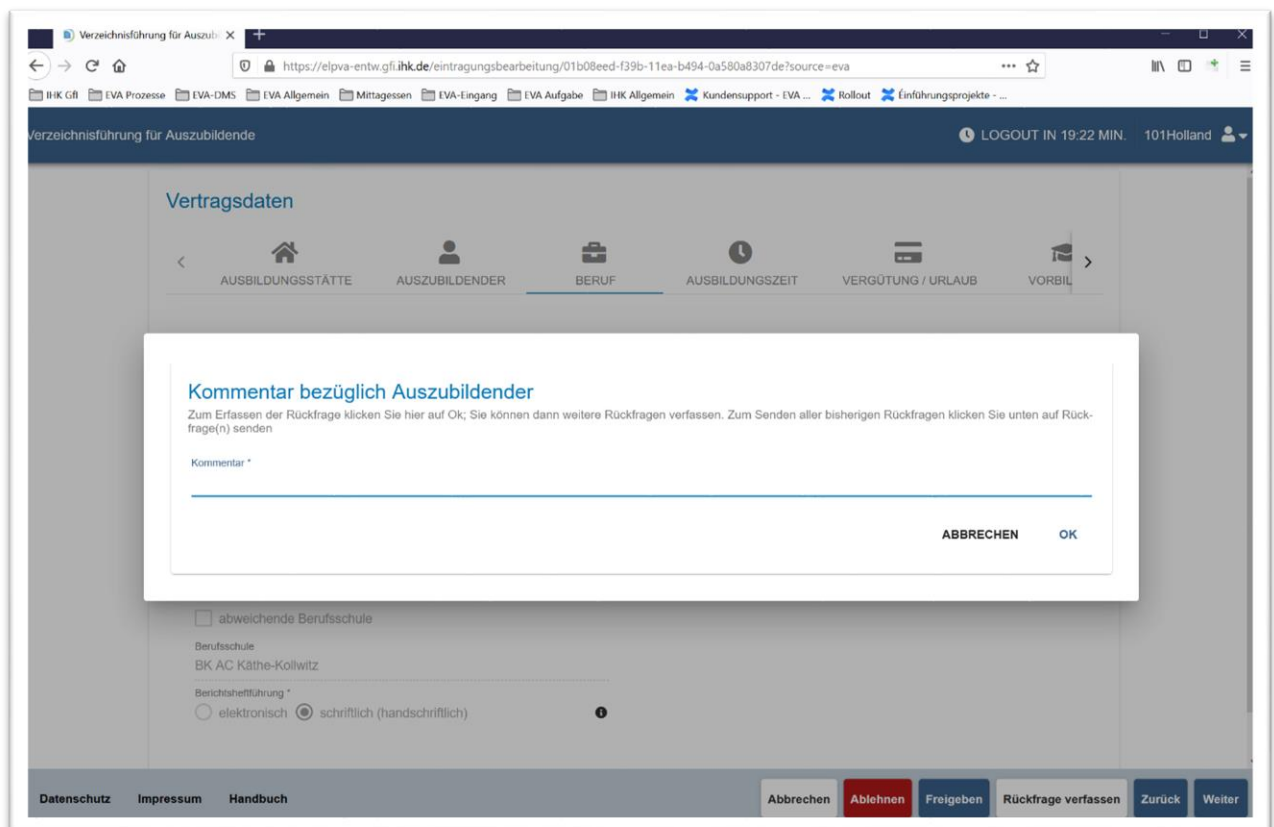 Verzeichnisführung für Auszubi
https://elpva-entw.gfi.ihk.de/eintragungsbearbeitung/01b08eed-f39b-11ea-b494-0a580a8307de?source=eva
IHK GfI EVA Prozesse EVA-DMS EVA Allgemein Mittagessen EVA-Eingang EVA Aufgabe IHK Allgemein Kundensupport - EVA ... Rollout Einführungsprojekte - ...
Verzeichnisführung für Auszubildende LOGOUT IN 19:22 MIN. 101Holland
Vertragsdaten
AUSBILDUNGSSTÄTTE AUSZUBILDENDER BERUF AUSBILDUNGSZEIT VERGÜTUNG / URLAUB VORBIL
Kommentar bezüglich Auszubildender
Zum Erfassen der Rückfrage klicken Sie hier auf Ok; Sie können dann weitere Rückfragen verfassen. Zum Senden aller bisherigen Rückfragen klicken Sie unten auf Rück-
frage(n) senden
Kommentar *
ABBRECHEN OK
abweichende Berufsschule
Berufsschule
BK AC Käthe-Kollwitz
Berichtsheftführung *
elektronisch schriftlich (handschriftlich)
Datenschutz Impressum Handbuch Abbrechen Ablehnen Freigeben Rückfrage verfassen Zurück Weiter